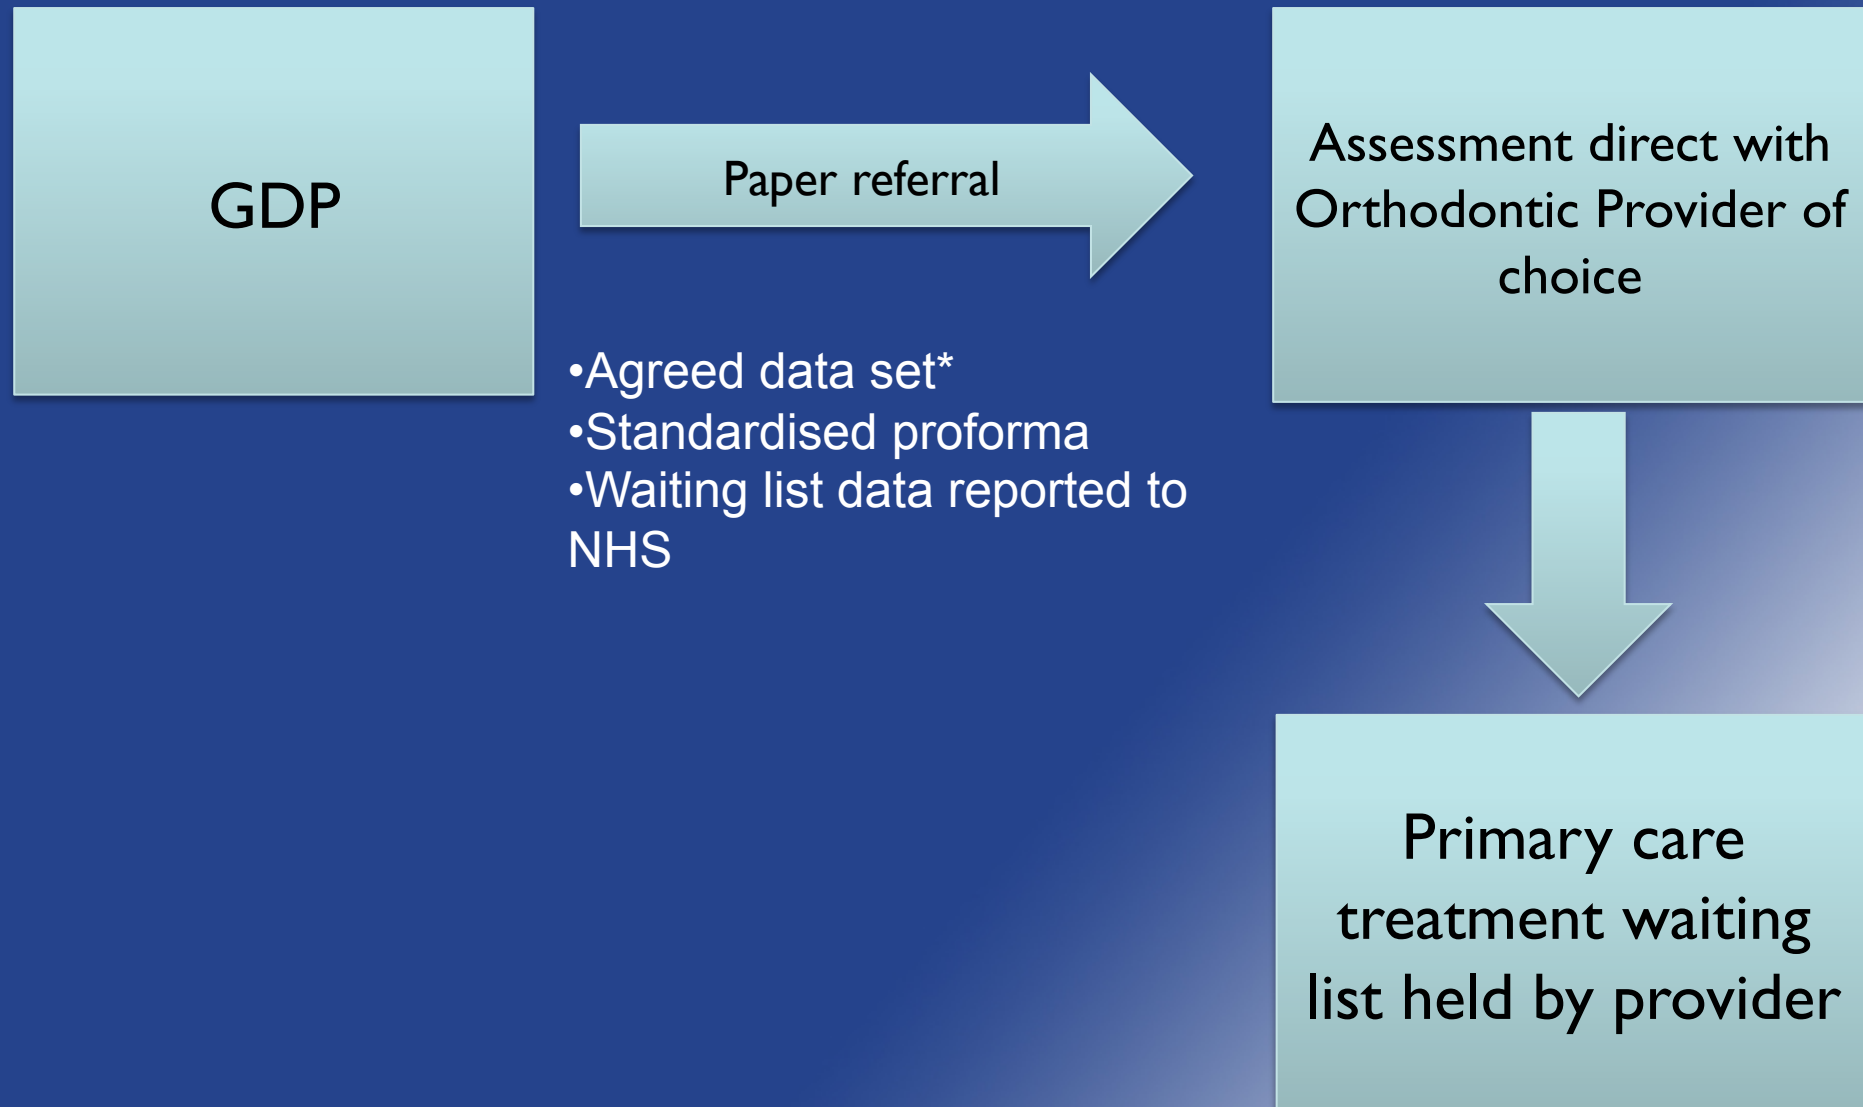 GDP
Paper referral
Assessment direct with
Orthodontic Provider of
choice
•Agreed data set*
•Standardised proforma
•Waiting list data reported to
NHS
Primary care
treatment waiting
list held by provider